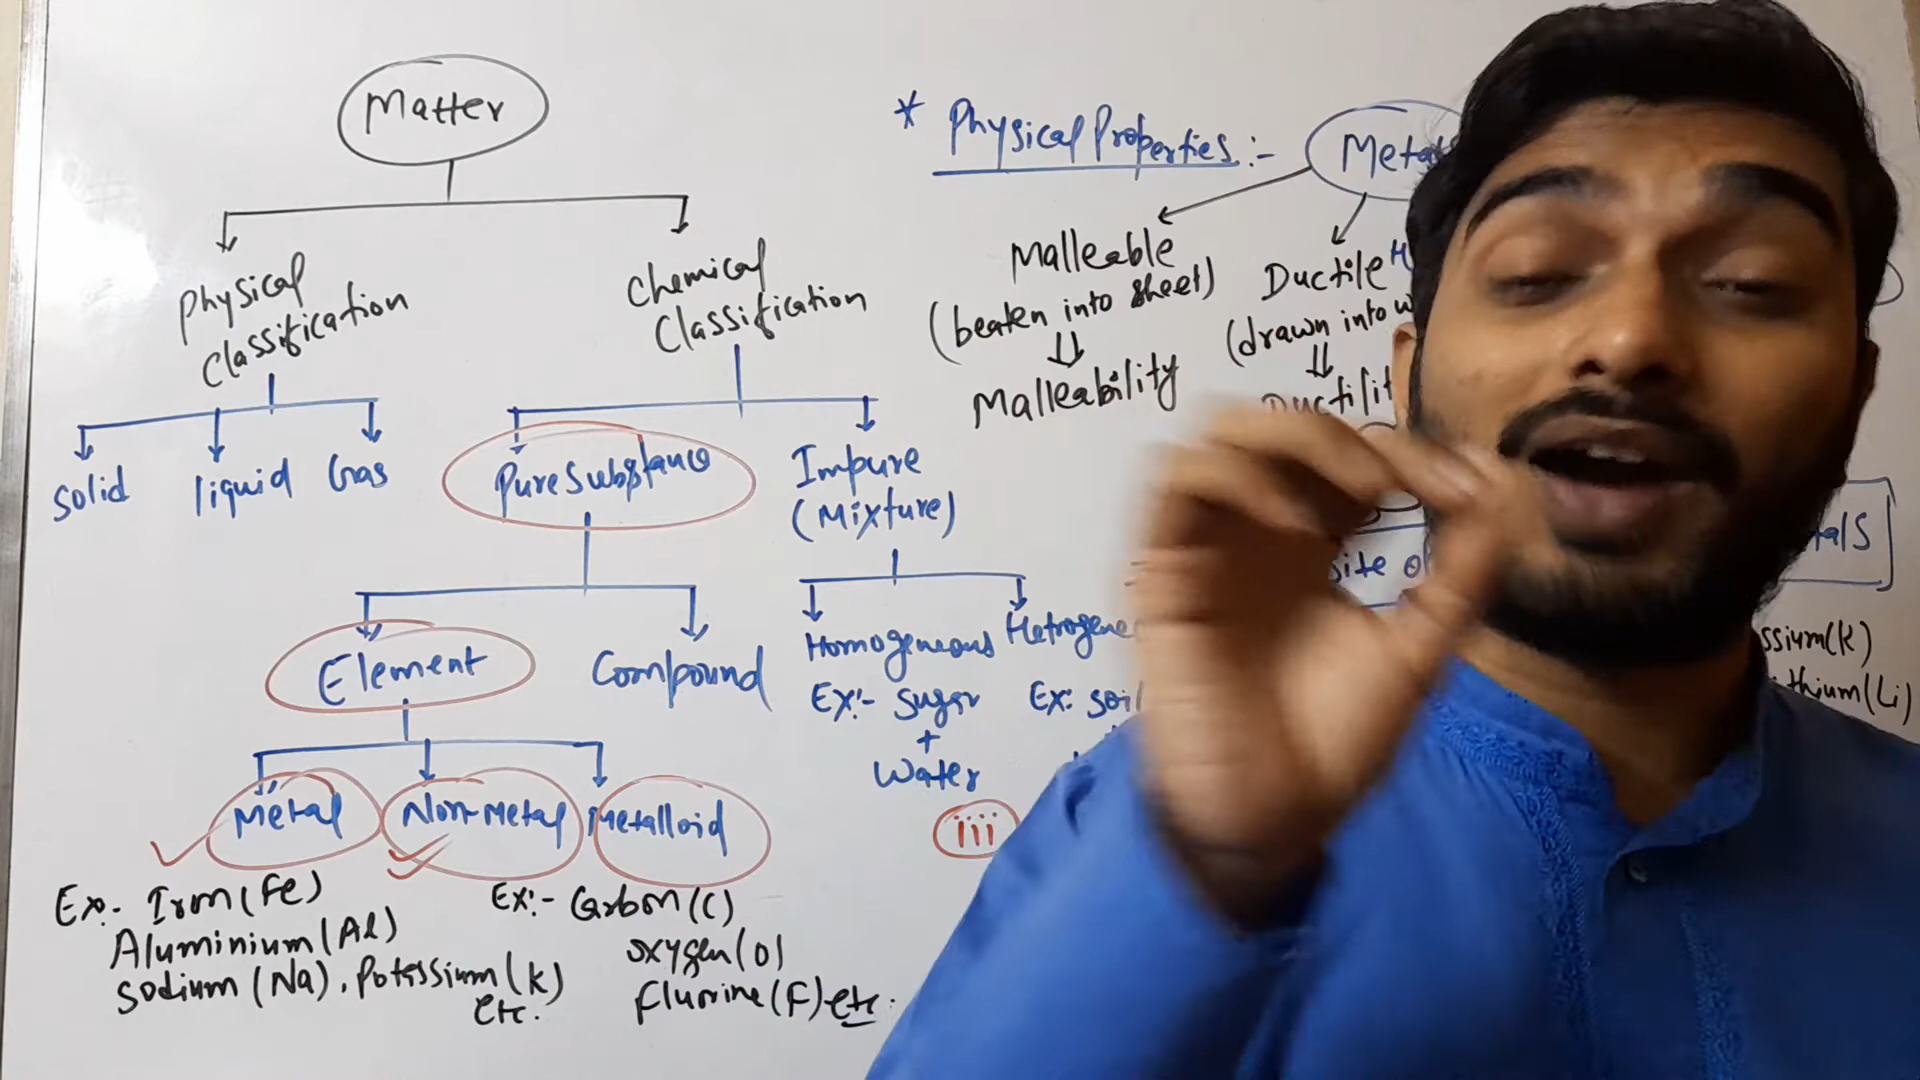 Matter
Physical
Classification
Chemical
Classification
Solid
liquid
Gas
Pure Substance
Impure
(Mixture)
Element
Compound
Homogeneous
Ex:- Sugar
+
Water
Ex: Soil
Metal
Non-Metal
Metalloid
iii
Ex:- Iron (Fe)
Aluminium (Al)
Sodium (Na), Potassium (K)
etc.
Ex:- Carbon (C)
oxygen (O)
Flurine (F) etc.
* Physical Properties :-
Malleable
(beaten into sheet)
⇓
Malleability
Ductile
(drawn into
⇓
(Li)
(K)